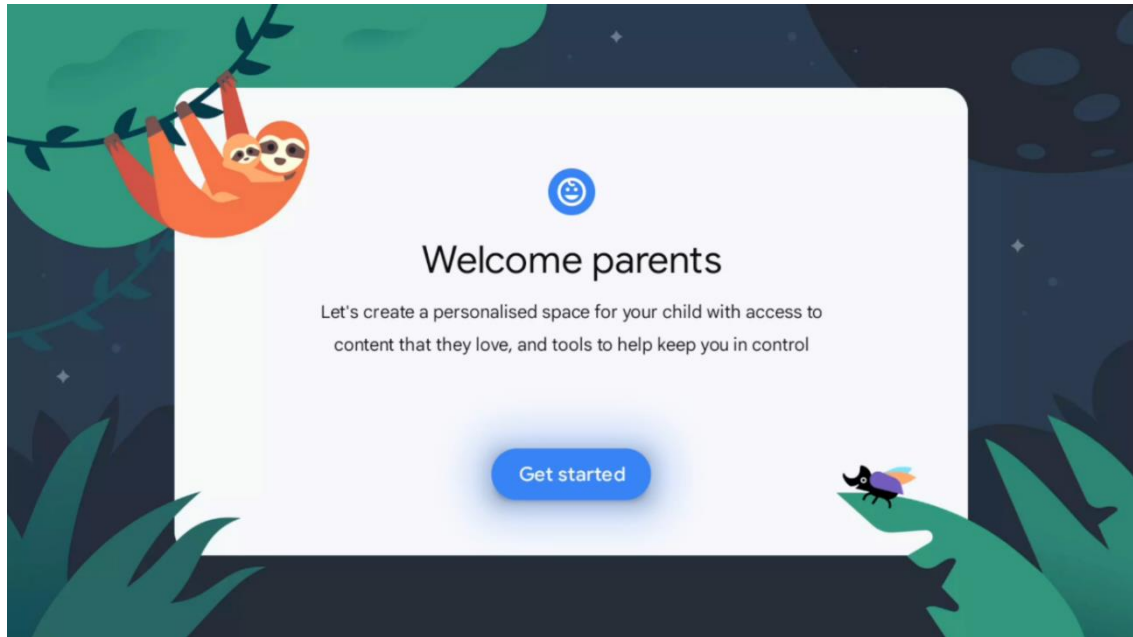 Welcome parents
Let's create a personalised space for your child with access to
content that they love, and tools to help keep you in control
Get started